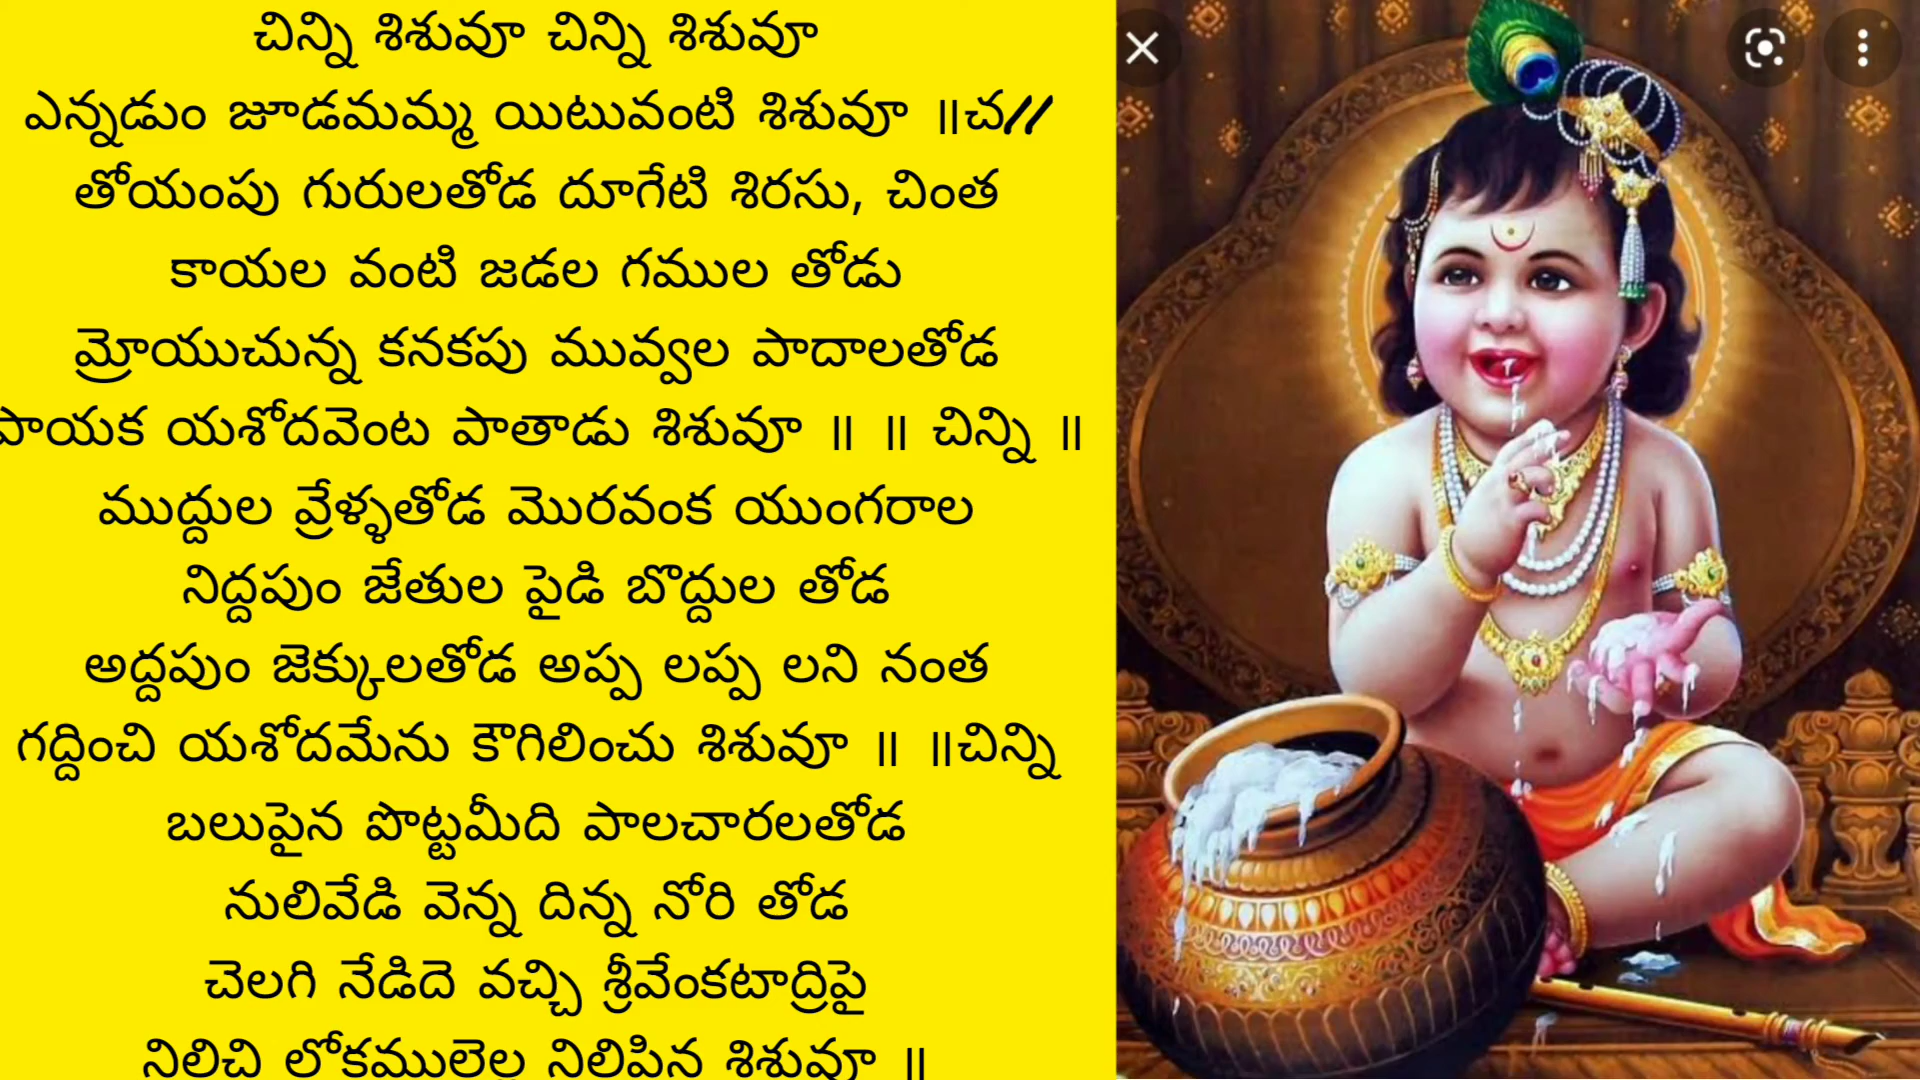 చిన్ని శిశువూ చిన్ని శిశువూ
ఎన్నడుం జూడమమ్మ యిటువంటి శిశువూ ॥చ//
తోయంపు గురులతోడ దూగేటి శిరసు, చింత
కాయల వంటి జడల గముల తోడు
మ్రోయుచున్న కనకపు మువ్వల పాదాలతోడ
పాయక యశోదవెంట పాతాడు శిశువూ ॥ ॥ చిన్ని ॥
ముద్దుల వ్రేళ్ళతోడ మొరవంక యుంగరాల
నిద్దపుం జేతుల పైడి బొద్దుల తోడ
అద్దపుం జెక్కులతోడ అప్ప లప్ప లని నంత
గద్దించి యశోదమేను కౌగిలించు శిశువూ ॥ ॥చిన్ని
బలుపైన పొట్టమీది పాలచారలతోడ
నులివేడి వెన్న దిన్న నోరి తోడ
చెలగి నేడిదె వచ్చి శ్రీవేంకటాద్రిపై
నిలిచి లోకములెల్ల నిలిపిన శిశువూ ॥